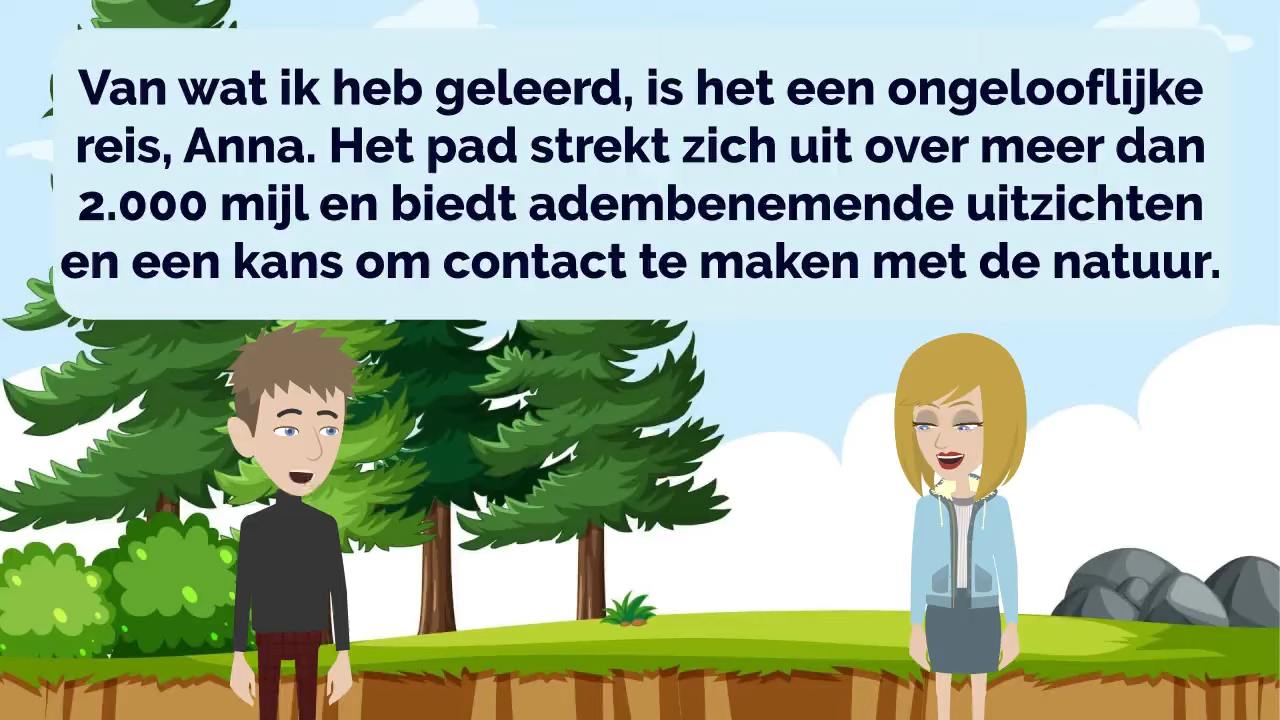 Van wat ik heb geleerd, is het een ongelooflijke
reis, Anna. Het pad strekt zich uit over meer dan
2.000 mijl en biedt adembenemende uitzichten
en een kans om contact te maken met de natuur.